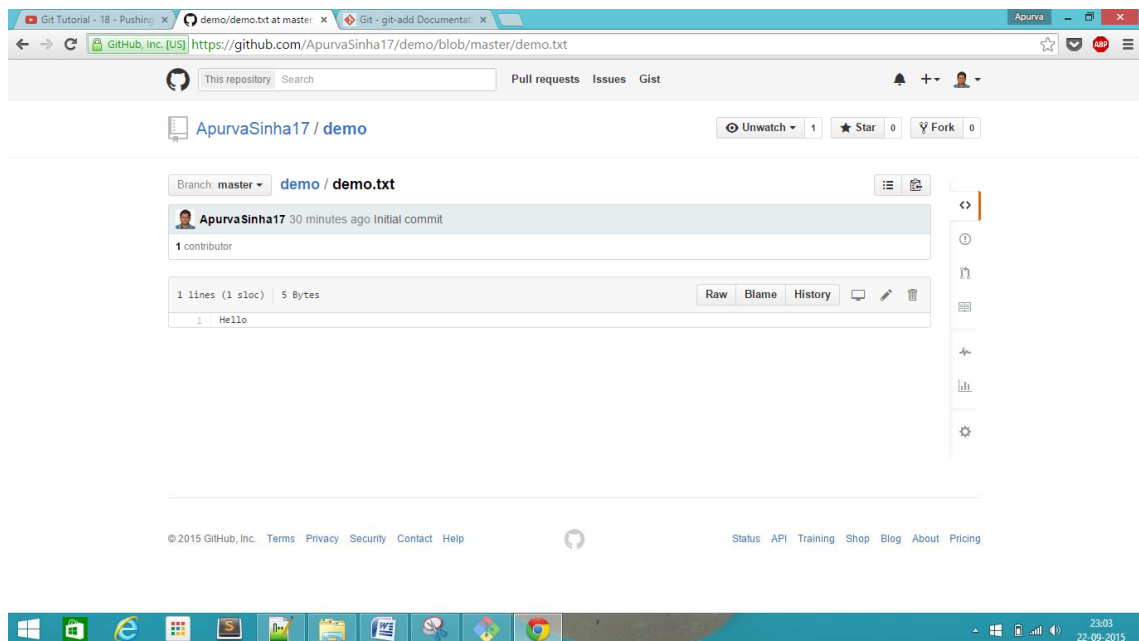 Git Tutorial - 18 - Pushing
demo/demo.txt at master
Git - git-add Documentati
Apurva
GitHub, Inc. [US] https://github.com/ApurvaSinha17/demo/blob/master/demo.txt
ABP
This repository Search
Pull requests Issues Gist
ApurvaSinha17 / demo
Unwatch 1 Star 0 Fork 0
Branch: master demo / demo.txt
ApurvaSinha17 30 minutes ago Initial commit
1 contributor
1 lines (1 sloc) 5 Bytes
Raw Blame History
1 Hello
© 2015 GitHub, Inc. Terms Privacy Security Contact Help
Status API Training Shop Blog About Pricing
23:03
22-09-2015